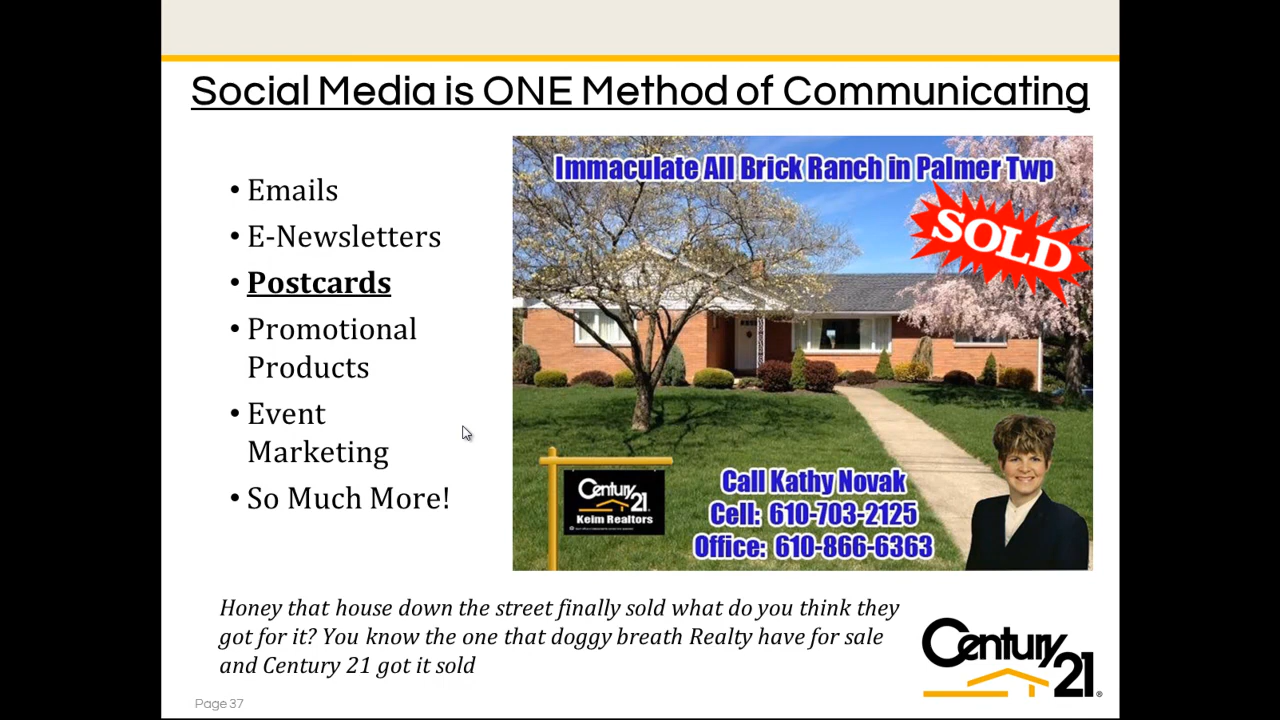 Social Media is ONE Method of Communicating
• Emails
• E-Newsletters
• Postcards
• Promotional
Products
• Event
Marketing
• So Much More!
Immaculate All Brick Ranch in Palmer Twp
SOLD
Century 21®
Keim Realtors
Call Kathy Novak
Cell: 610-703-2125
Office: 610-866-6363
Honey that house down the street finally sold what do you think they
got for it? You know the one that doggy breath Realty have for sale
and Century 21 got it sold
Century 21®
Page 37